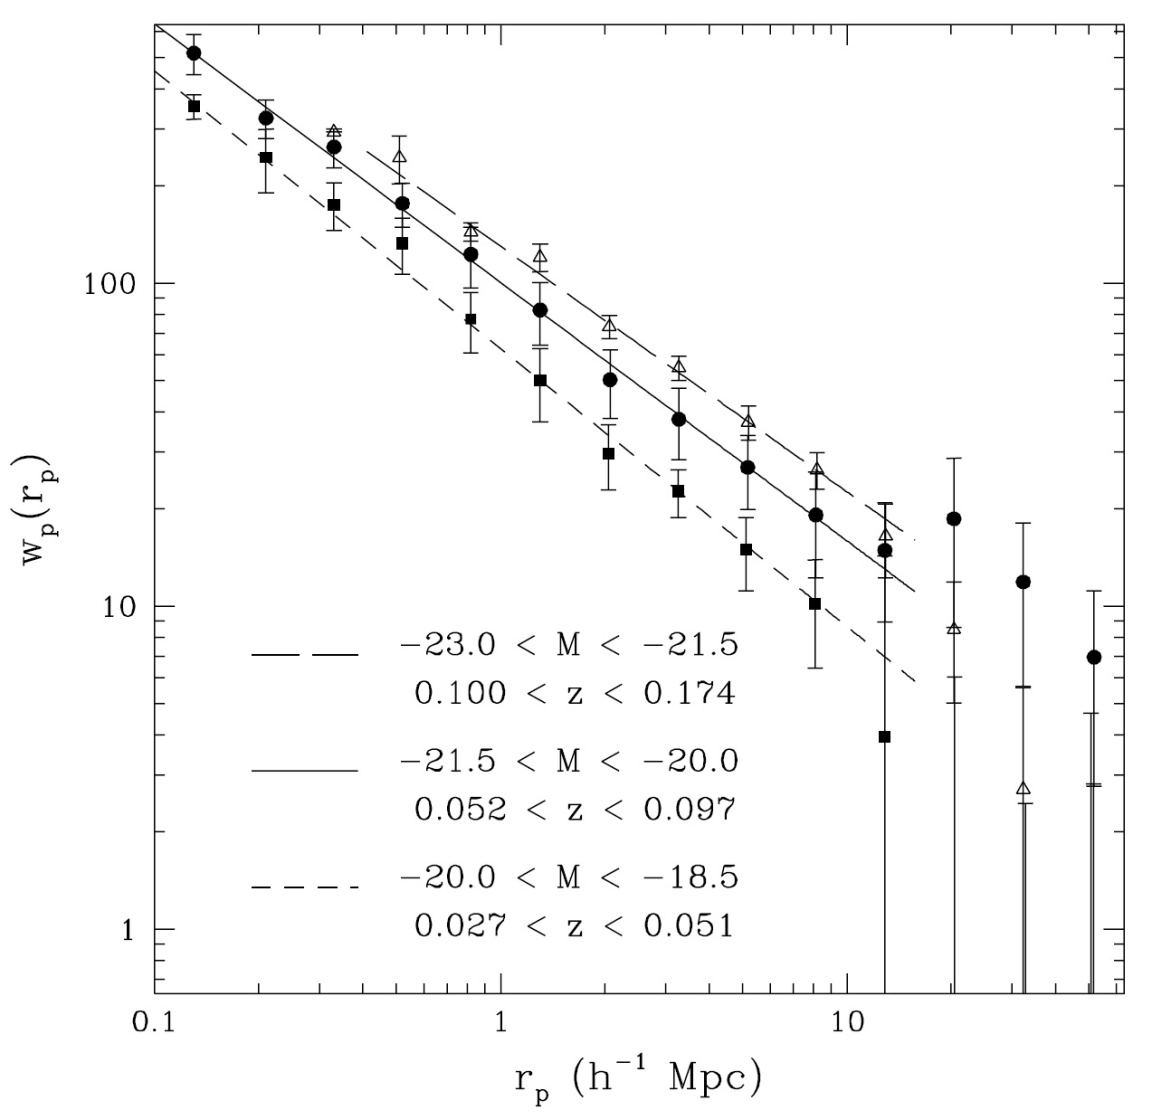 100
10
1
w_p(r_p)
−23.0 < M < −21.5
0.100 < z < 0.174
−21.5 < M < −20.0
0.052 < z < 0.097
−20.0 < M < −18.5
0.027 < z < 0.051
0.1 1 10
r_p (h⁻¹ Mpc)